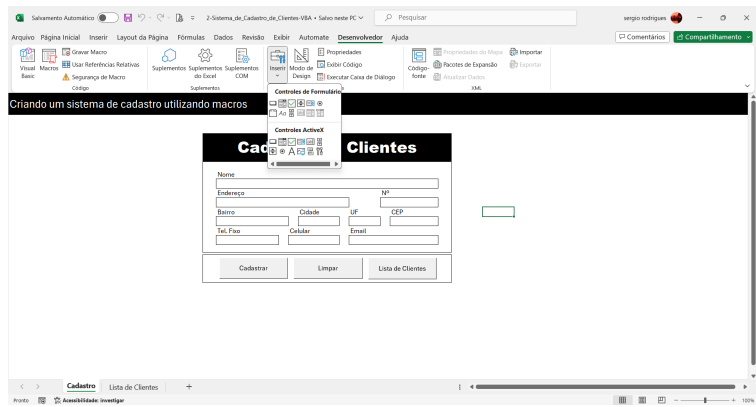 Salvamento Automático
2-Sistema_de_Cadastro_de_Clientes-VBA • Salvo neste PC
Pesquisar
sergio rodrigues
Arquivo Página Inicial Inserir Layout da Página Fórmulas Dados Revisão Exibir Automate Desenvolvedor Ajuda
Comentários
Compartilhamento
Visual Basic
Macros
Gravar Macro
Usar Referências Relativas
Segurança de Macro
Código
Suplementos
Suplementos do Excel
Suplementos COM
Suplementos
Inserir
Modo de Design
Propriedades
Exibir Código
Executar Caixa de Diálogo
Código-fonte
Propriedades do Mapa
Pacotes de Expansão
Atualizar Dados
Importar
Exportar
XML
Controles de Formulário
Aa
Controles ActiveX
A
Criando um sistema de cadastro utilizando macros
Cad Clientes
Nome
Endereço Nº
Bairro Cidade UF CEP
Tel. Fixo Celular Email
Cadastrar Limpar Lista de Clientes
Cadastro Lista de Clientes +
Pronto Acessibilidade: investigar 100%